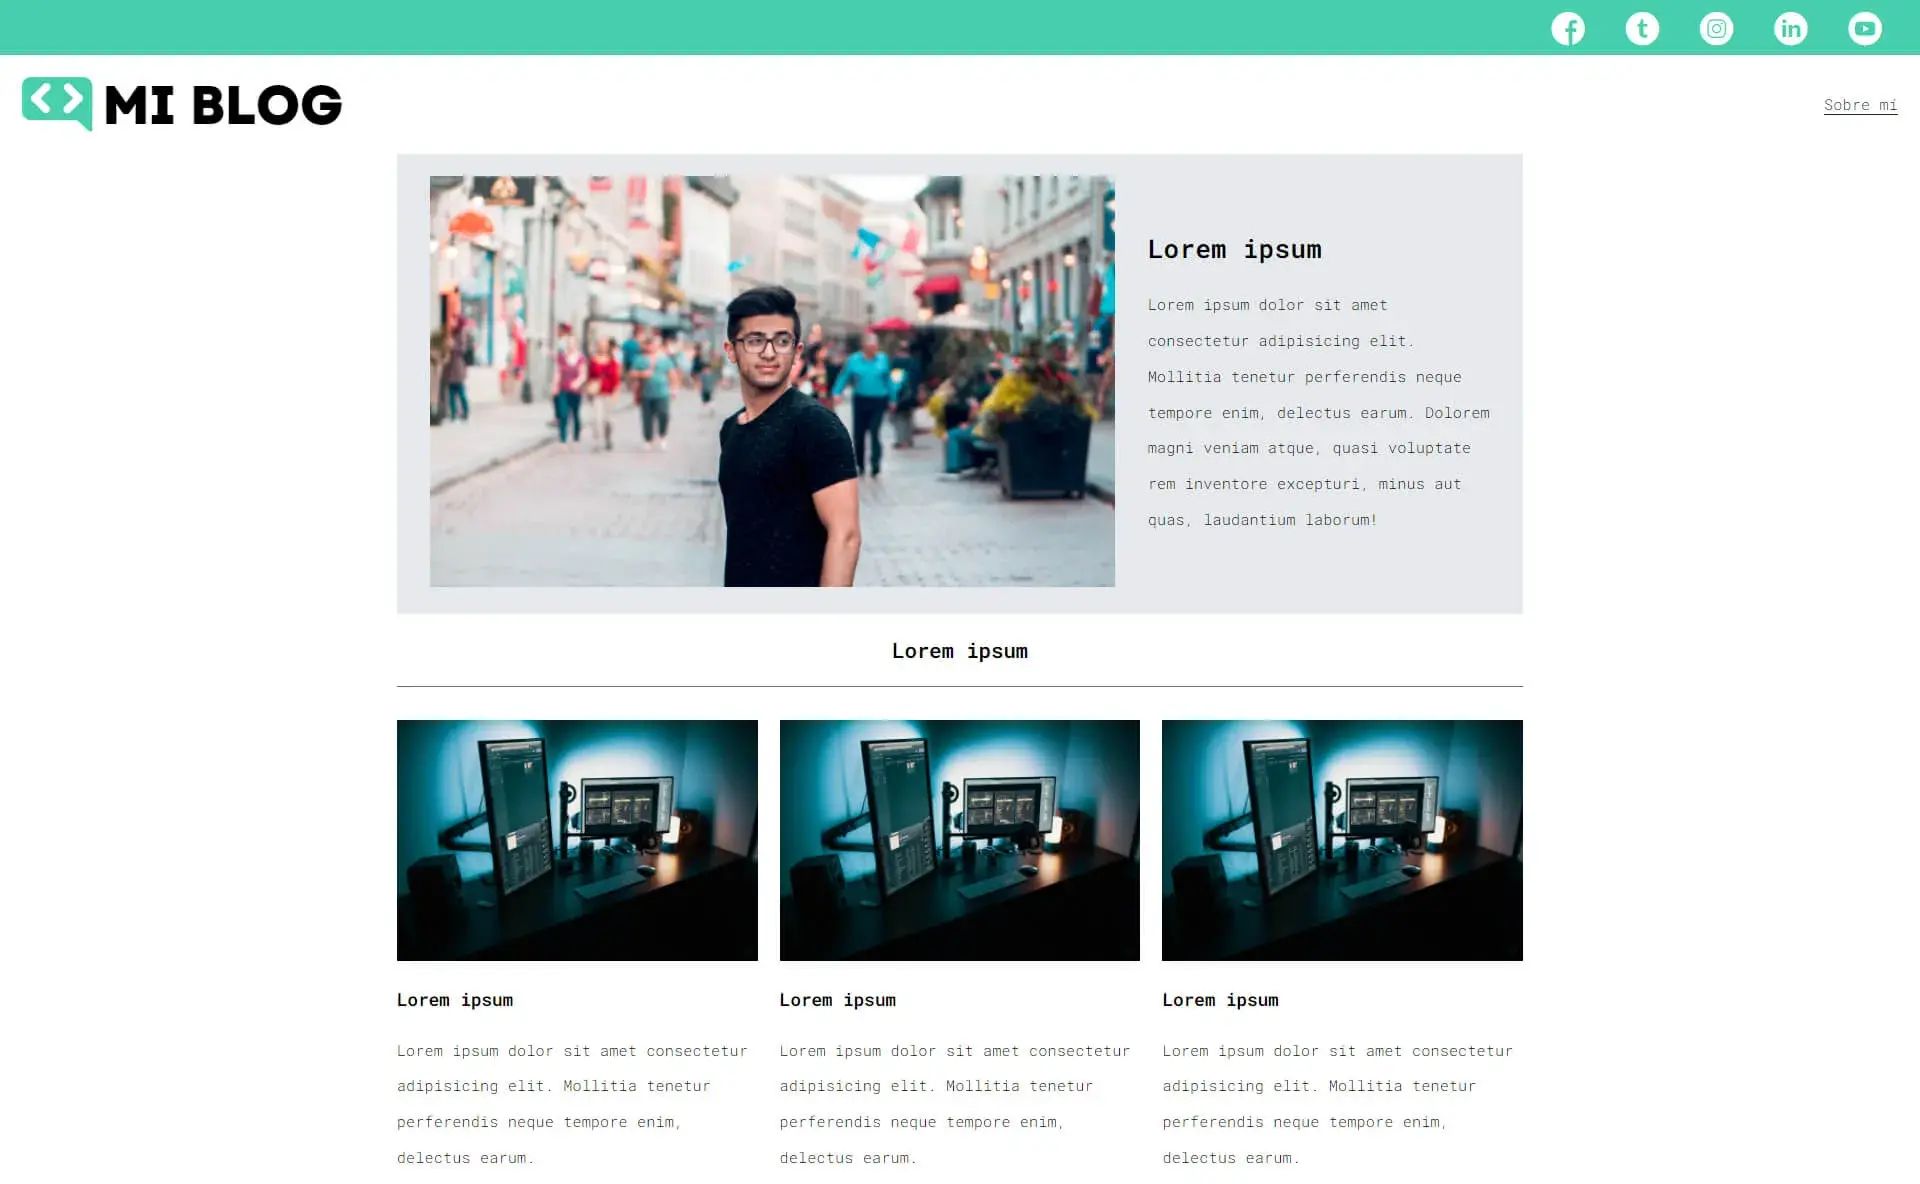 MI BLOG
Sobre mí
Lorem ipsum
Lorem ipsum dolor sit amet
consectetur adipisicing elit.
Mollitia tenetur perferendis neque
tempore enim, delectus earum. Dolorem
magni veniam atque, quasi voluptate
rem inventore excepturi, minus aut
quas, laudantium laborum!
Lorem ipsum
Lorem ipsum
Lorem ipsum dolor sit amet consectetur
adipisicing elit. Mollitia tenetur
perferendis neque tempore enim,
delectus earum.
Lorem ipsum
Lorem ipsum dolor sit amet consectetur
adipisicing elit. Mollitia tenetur
perferendis neque tempore enim,
delectus earum.
Lorem ipsum
Lorem ipsum dolor sit amet consectetur
adipisicing elit. Mollitia tenetur
perferendis neque tempore enim,
delectus earum.